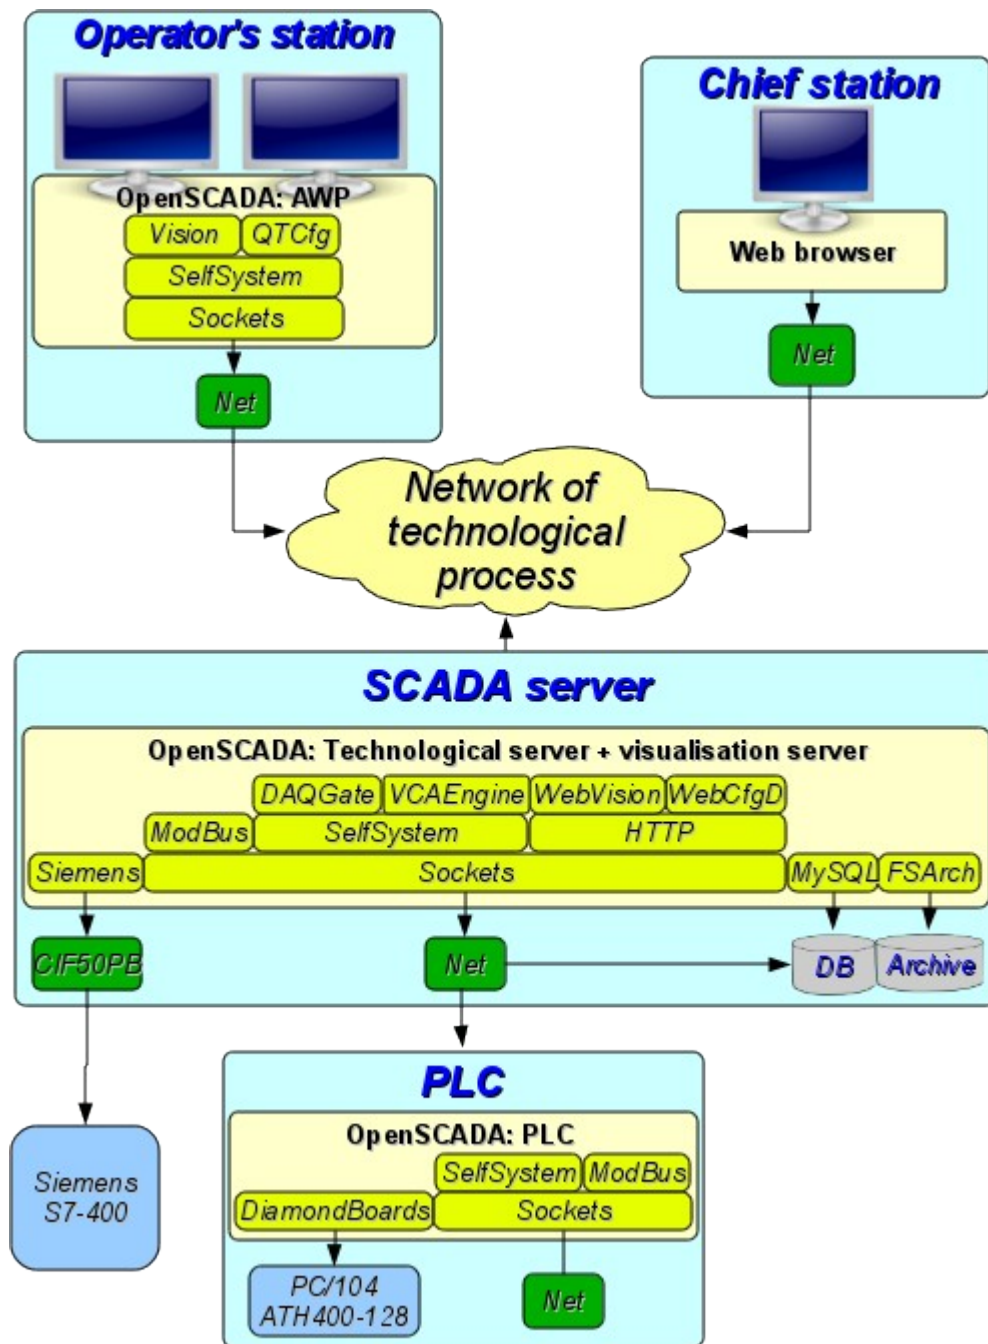 Operator's station
OpenSCADA: AWP
Vision
QTCfg
SelfSystem
Sockets
Net
Chief station
Web browser
Net
Network of
technological
process
SCADA server
OpenSCADA: Technological server + visualisation server
DAQGate
VCAEngine
WebVision
WebCfgD
ModBus
SelfSystem
HTTP
Siemens
Sockets
MySQL
FSArch
CIF50PB
Net
DB
Archive
Siemens
S7-400
PLC
OpenSCADA: PLC
SelfSystem
ModBus
DiamondBoards
Sockets
PC/104
ATH400-128
Net